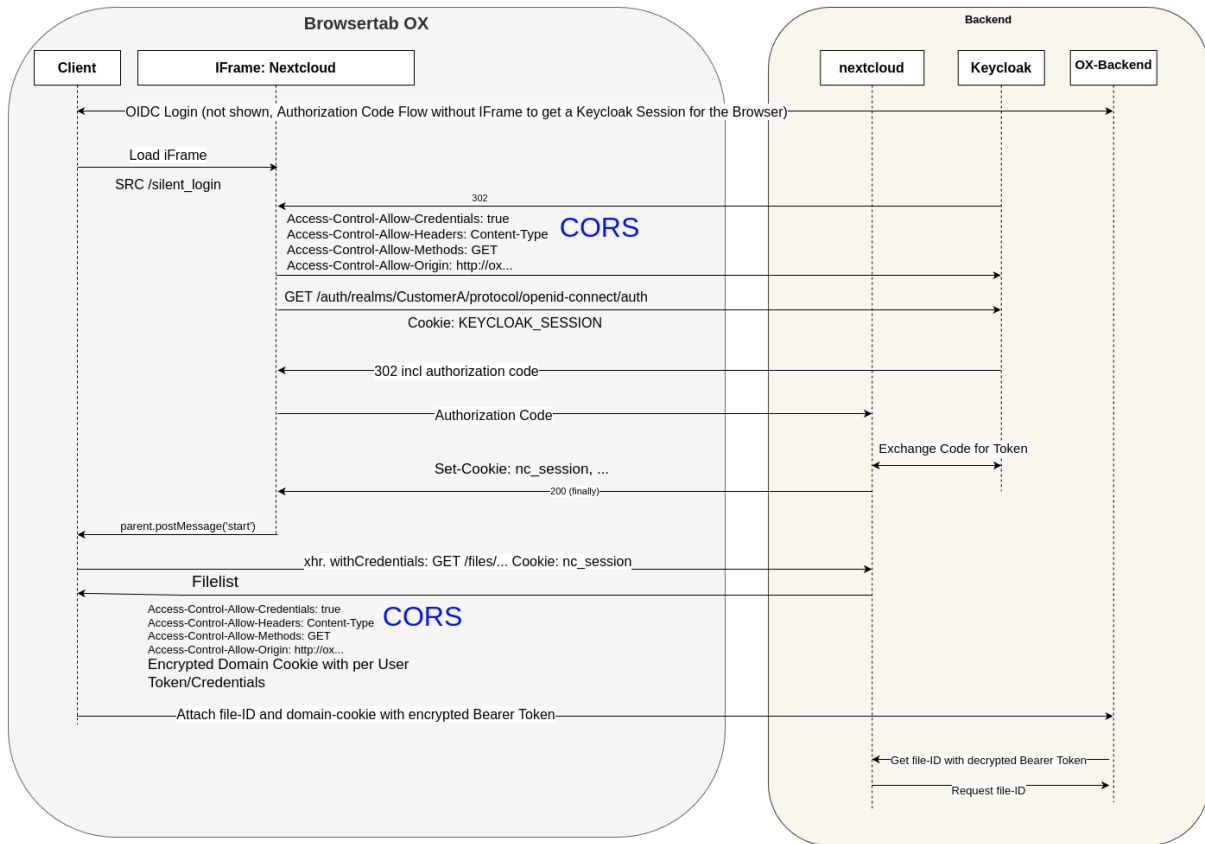 Browsertab OX
Backend
Client
IFrame: Nextcloud
nextcloud
Keycloak
OX-Backend
OIDC Login (not shown, Authorization Code Flow without IFrame to get a Keycloak Session for the Browser)
Load iFrame
SRC /silent_login
302
Access-Control-Allow-Credentials: true
Access-Control-Allow-Headers: Content-Type
Access-Control-Allow-Methods: GET
Access-Control-Allow-Origin: http://ox...
CORS
GET /auth/realms/CustomerA/protocol/openid-connect/auth
Cookie: KEYCLOAK_SESSION
302 incl authorization code
Authorization Code
Exchange Code for Token
Set-Cookie: nc_session, ...
200 (finally)
parent.postMessage('start')
xhr. withCredentials: GET /files/... Cookie: nc_session
Filelist
Access-Control-Allow-Credentials: true
Access-Control-Allow-Headers: Content-Type
Access-Control-Allow-Methods: GET
Access-Control-Allow-Origin: http://ox...
CORS
Encrypted Domain Cookie with per User
Token/Credentials
Attach file-ID and domain-cookie with encrypted Bearer Token
Get file-ID with decrypted Bearer Token
Request file-ID